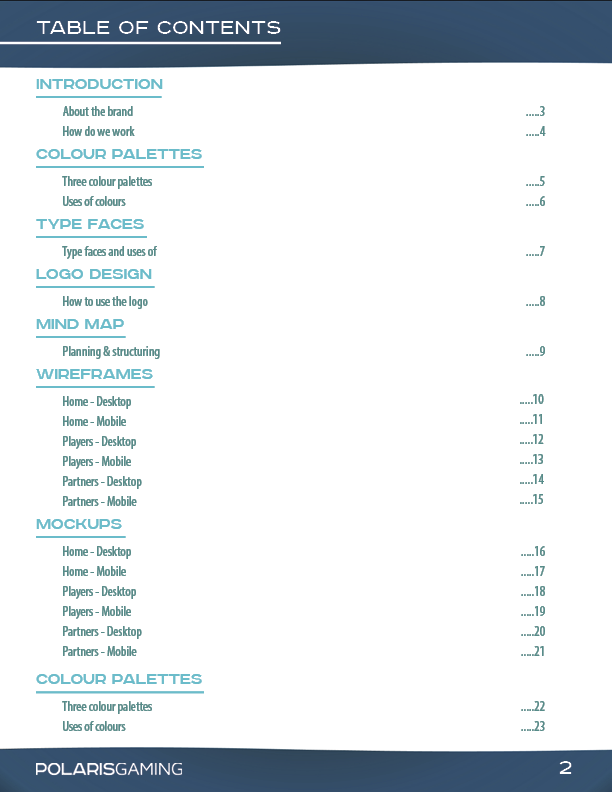 TABLE OF CONTENTS
INTRODUCTION
About the brand .....3
How do we work .....4
COLOUR PALETTES
Three colour palettes .....5
Uses of colours .....6
TYPE FACES
Type faces and uses of .....7
LOGO DESIGN
How to use the logo .....8
MIND MAP
Planning & structuring .....9
WIREFRAMES
Home - Desktop .....10
Home - Mobile .....11
Players - Desktop .....12
Players - Mobile .....13
Partners - Desktop .....14
Partners - Mobile .....15
MOCKUPS
Home - Desktop .....16
Home - Mobile .....17
Players - Desktop .....18
Players - Mobile .....19
Partners - Desktop .....20
Partners - Mobile .....21
COLOUR PALETTES
Three colour palettes .....22
Uses of colours .....23
POLARISGAMING 2